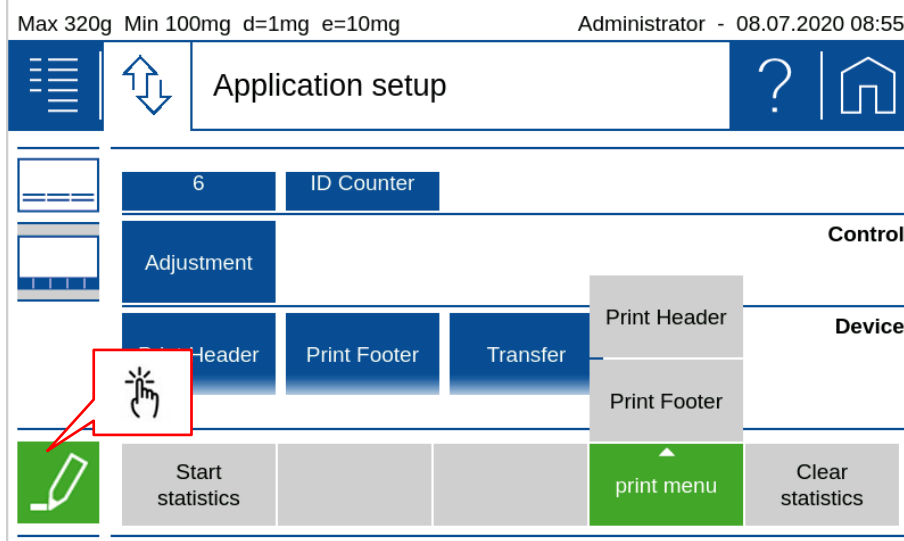 Max 320g Min 100mg d=1mg e=10mg
Administrator - 08.07.2020 08:55
Application setup
?
6
ID Counter
Control
Adjustment
Print Header
Device
Header
Print Footer
Transfer
Print Footer
Start
statistics
print menu
Clear
statistics